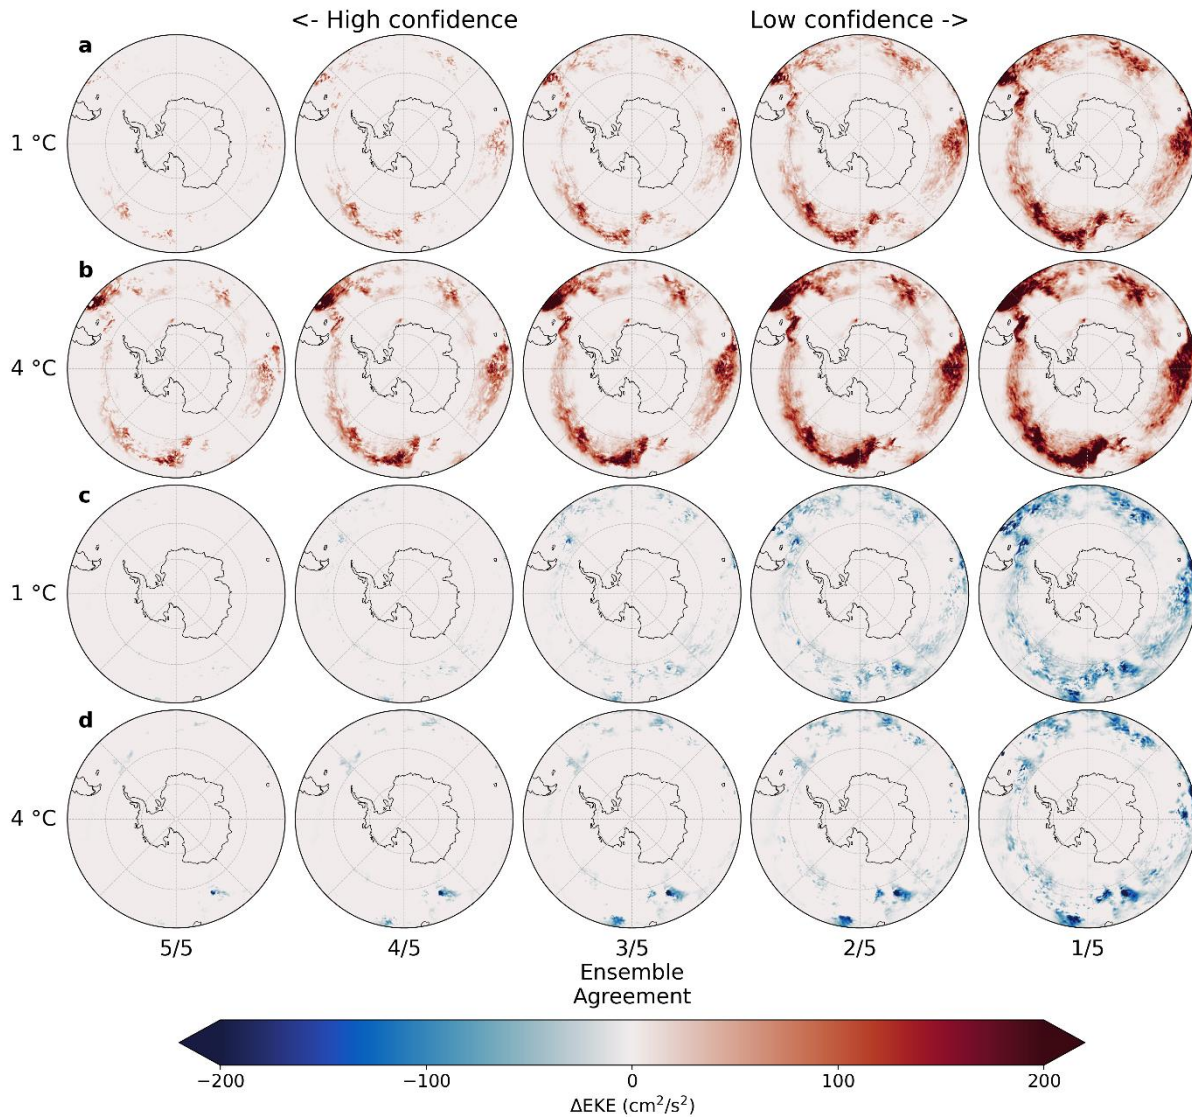 <- High confidence
Low confidence ->
a
1 °C
b
4 °C
c
1 °C
d
4 °C
5/5
4/5
3/5
2/5
1/5
Ensemble
Agreement
−200
−100
0
100
200
ΔEKE (cm²/s²)